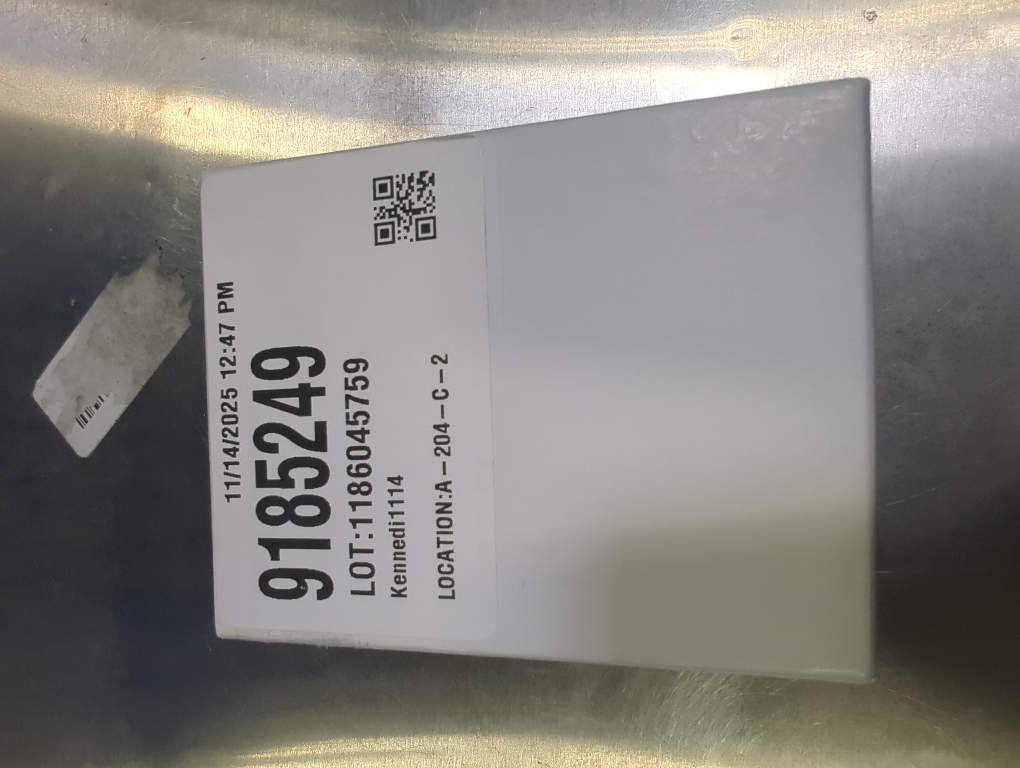 11/14/2025 12:47 PM
9185249
LOT:1186045759
Kennedi1114
LOCATION:A-204-C-2